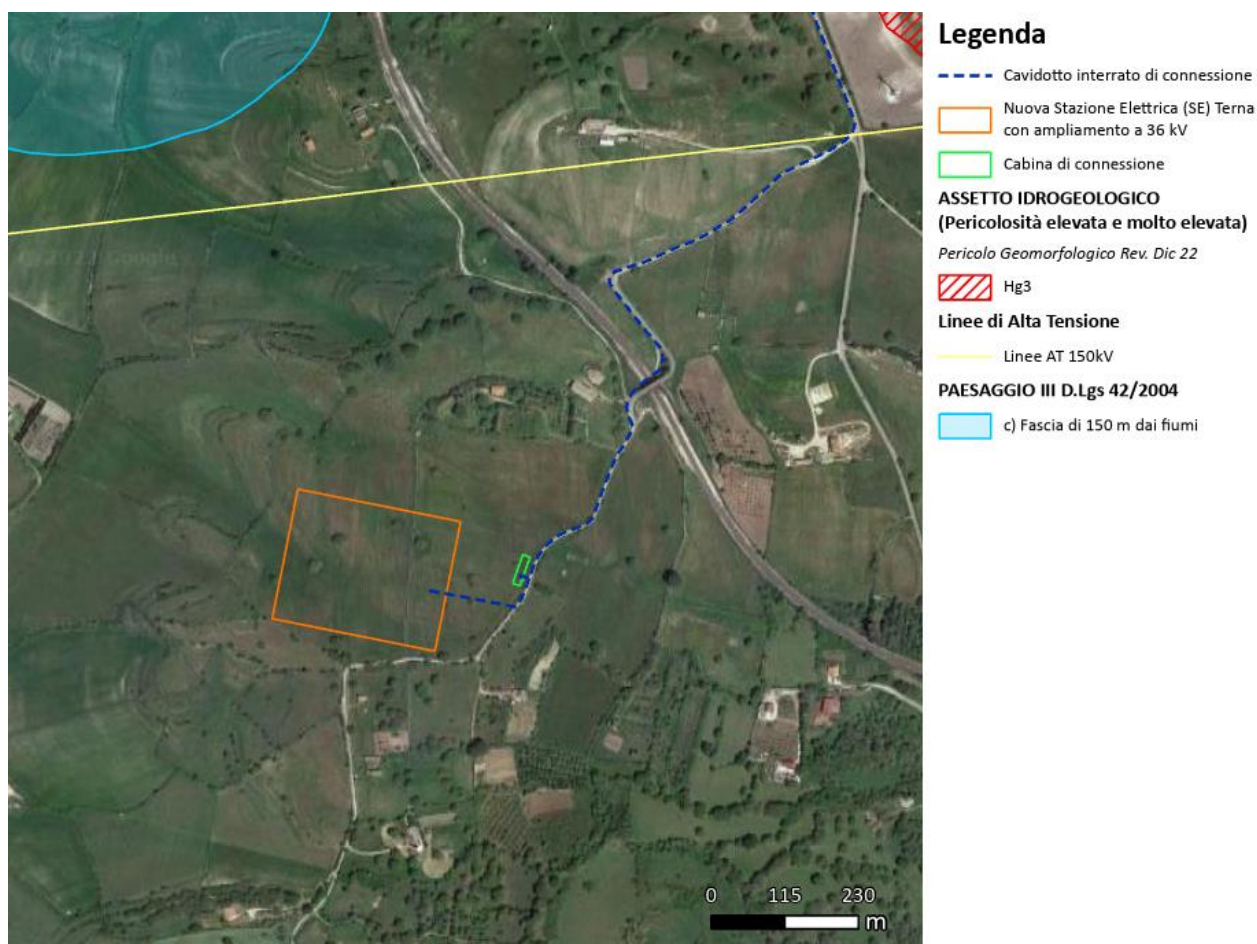 Legenda
Cavidotto interrato di connessione
Nuova Stazione Elettrica (SE) Terna
con ampliamento a 36 kV
Cabina di connessione
ASSETTO IDROGEOLOGICO
(Pericolosità elevata e molto elevata)
Pericolo Geomorfologico Rev. Dic 22
Hg3
Linee di Alta Tensione
Linee AT 150kV
PAESAGGIO III D.Lgs 42/2004
c) Fascia di 150 m dai fiumi
0 115 230
m